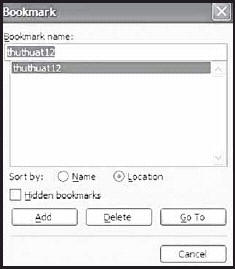 Bookmark
Bookmark name:
thuthuat12
thuthuat12
Sort by: Name Location
Hidden bookmarks
Add Delete Go To
Cancel